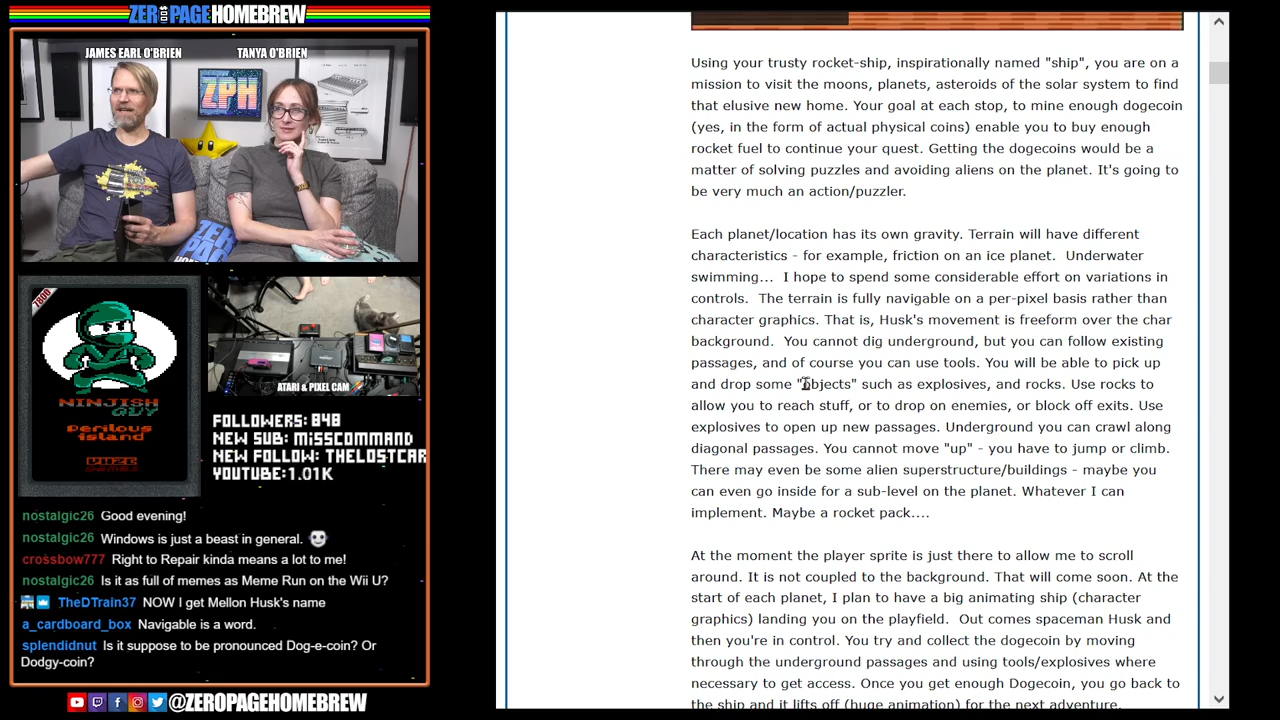 ZERO PAGE HOMEBREW
JAMES EARL O'BRIEN
TANYA O'BRIEN
ZPH
7800
NINJISH
GUY
Perilous
island
ATARI & PIXEL CAM
FOLLOWERS: 848
NEW SUB: MISSCOMMAND
NEW FOLLOW: THELOSTCAR
YOUTUBE:1.01K
nostalgic26 Good evening!
nostalgic26 Windows is just a beast in general.
crossbow777 Right to Repair kinda means a lot to me!
nostalgic26 Is it as full of memes as Meme Run on the Wii U?
TheDTrain37 NOW I get Mellon Husk's name
a_cardboard_box Navigable is a word.
splendidnut Is it suppose to be pronounced Dog-e-coin? Or
Dodgy-coin?
@ZEROPAGEHOMEBREW
Using your trusty rocket-ship, inspirationally named "ship", you are on a
mission to visit the moons, planets, asteroids of the solar system to find
that elusive new home. Your goal at each stop, to mine enough dogecoin
(yes, in the form of actual physical coins) enable you to buy enough
rocket fuel to continue your quest. Getting the dogecoins would be a
matter of solving puzzles and avoiding aliens on the planet. It's going to
be very much an action/puzzler.
Each planet/location has its own gravity. Terrain will have different
characteristics - for example, friction on an ice planet. Underwater
swimming... I hope to spend some considerable effort on variations in
controls. The terrain is fully navigable on a per-pixel basis rather than
character graphics. That is, Husk's movement is freeform over the char
background. You cannot dig underground, but you can follow existing
passages, and of course you can use tools. You will be able to pick up
and drop some "objects" such as explosives, and rocks. Use rocks to
allow you to reach stuff, or to drop on enemies, or block off exits. Use
explosives to open up new passages. Underground you can crawl along
diagonal passages. You cannot move "up" - you have to jump or climb.
There may even be some alien superstructure/buildings - maybe you
can even go inside for a sub-level on the planet. Whatever I can
implement. Maybe a rocket pack....
At the moment the player sprite is just there to allow me to scroll
around. It is not coupled to the background. That will come soon. At the
start of each planet, I plan to have a big animating ship (character
graphics) landing you on the playfield. Out comes spaceman Husk and
then you're in control. You try and collect the dogecoin by moving
through the underground passages and using tools/explosives where
necessary to get access. Once you get enough Dogecoin, you go back to
the ship and it lifts off (huge animation) for the next adventure.